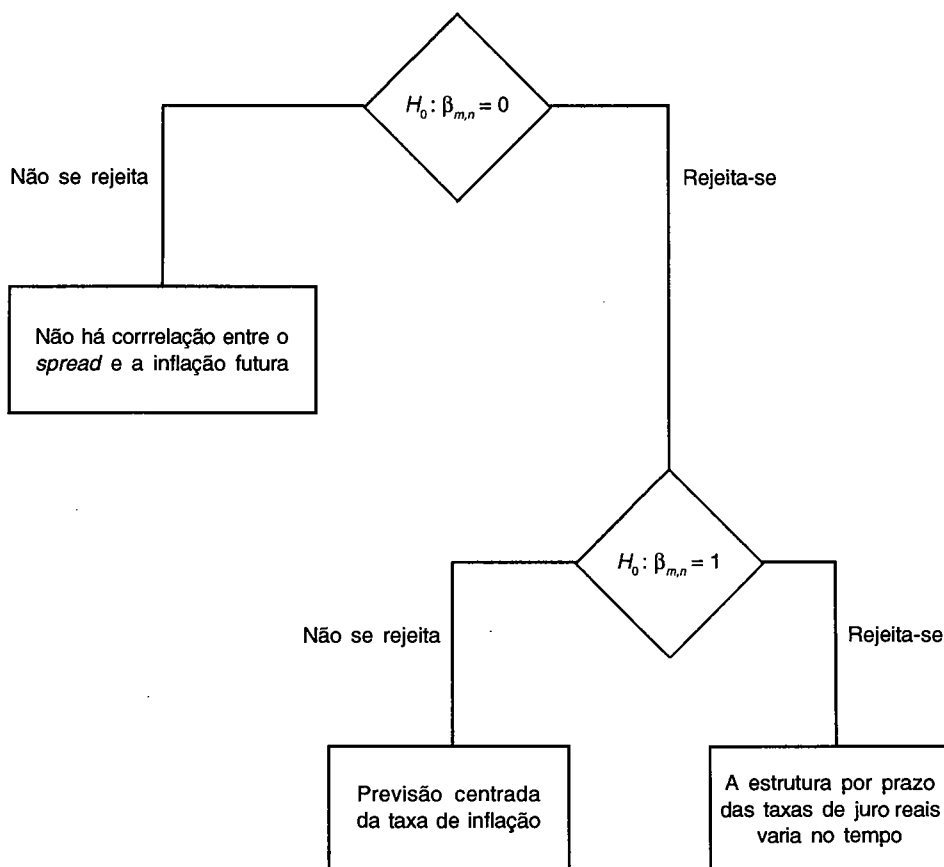 H₀ : βm,n = 0
Não se rejeita
Rejeita-se
Não há corrrelação entre o
spread e a inflação futura
H₀ : βm,n = 1
Não se rejeita
Rejeita-se
Previsão centrada
da taxa de inflação
A estrutura por prazo
das taxas de juro reais
varia no tempo